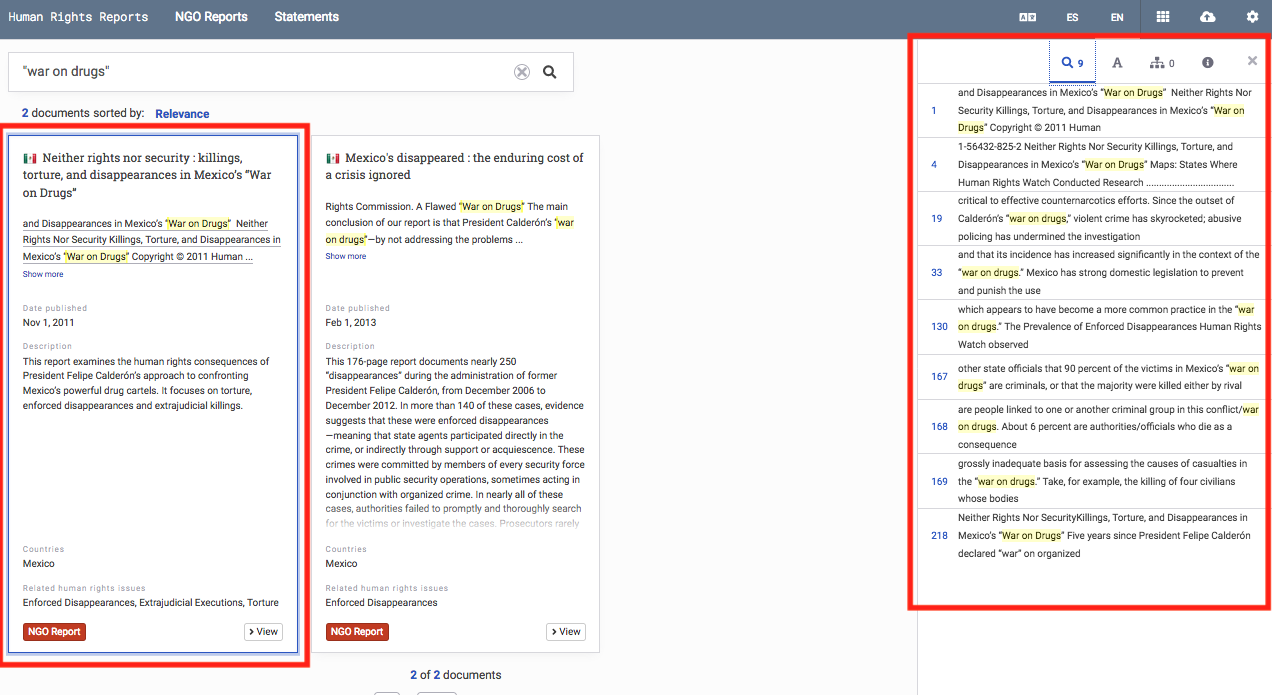 Human Rights Reports NGO Reports Statements ES EN
"war on drugs"
2 documents sorted by: Relevance
Neither rights nor security : killings,
torture, and disappearances in Mexico’s “War
on Drugs”
and Disappearances in Mexico’s “War on Drugs” Neither
Rights Nor Security Killings, Torture, and Disappearances in
Mexico’s “War on Drugs” Copyright © 2011 Human ...
Show more
Date published
Nov 1, 2011
Description
This report examines the human rights consequences of
President Felipe Calderón’s approach to confronting
Mexico’s powerful drug cartels. It focuses on torture,
enforced disappearances and extrajudicial killings.
Countries
Mexico
Related human rights issues
Enforced Disappearances, Extrajudicial Executions, Torture
NGO Report View
Mexico's disappeared : the enduring cost of
a crisis ignored
Rights Commission. A Flawed “War on Drugs” The main
conclusion of our report is that President Calderón’s “war
on drugs”—by not addressing the problems ...
Show more
Date published
Feb 1, 2013
Description
This 176-page report documents nearly 250
“disappearances” during the administration of former
President Felipe Calderón, from December 2006 to
December 2012. In more than 140 of these cases, evidence
suggests that these were enforced disappearances
—meaning that state agents participated directly in the
crime, or indirectly through support or acquiescence. These
crimes were committed by members of every security force
involved in public security operations, sometimes acting in
conjunction with organized crime. In nearly all of these
cases, authorities failed to promptly and thoroughly search
for the victims or investigate the cases. Prosecutors rarely
Countries
Mexico
Related human rights issues
Enforced Disappearances
NGO Report View
2 of 2 documents
9 A 0
and Disappearances in Mexico’s “War on Drugs” Neither Rights Nor
1 Security Killings, Torture, and Disappearances in Mexico’s “War on
Drugs” Copyright © 2011 Human
1-56432-825-2 Neither Rights Nor Security Killings, Torture, and
4 Disappearances in Mexico’s “War on Drugs” Maps: States Where
Human Rights Watch Conducted Research ..................................
critical to effective counternarcotics efforts. Since the outset of
19 Calderón’s “war on drugs,” violent crime has skyrocketed; abusive
policing has undermined the investigation
and that its incidence has increased significantly in the context of the
33 “war on drugs.” Mexico has strong domestic legislation to prevent
and punish the use
which appears to have become a more common practice in the “war
130 on drugs.” The Prevalence of Enforced Disappearances Human Rights
Watch observed
other state officials that 90 percent of the victims in Mexico’s “war on
167 drugs” are criminals, or that the majority were killed either by rival
are people linked to one or another criminal group in this conflict/war
168 on drugs. About 6 percent are authorities/officials who die as a
consequence
grossly inadequate basis for assessing the causes of casualties in
169 the “war on drugs.” Take, for example, the killing of four civilians
whose bodies
Neither Rights Nor SecurityKillings, Torture, and Disappearances in
218 Mexico’s “War on Drugs” Five years since President Felipe Calderón
declared “war” on organized